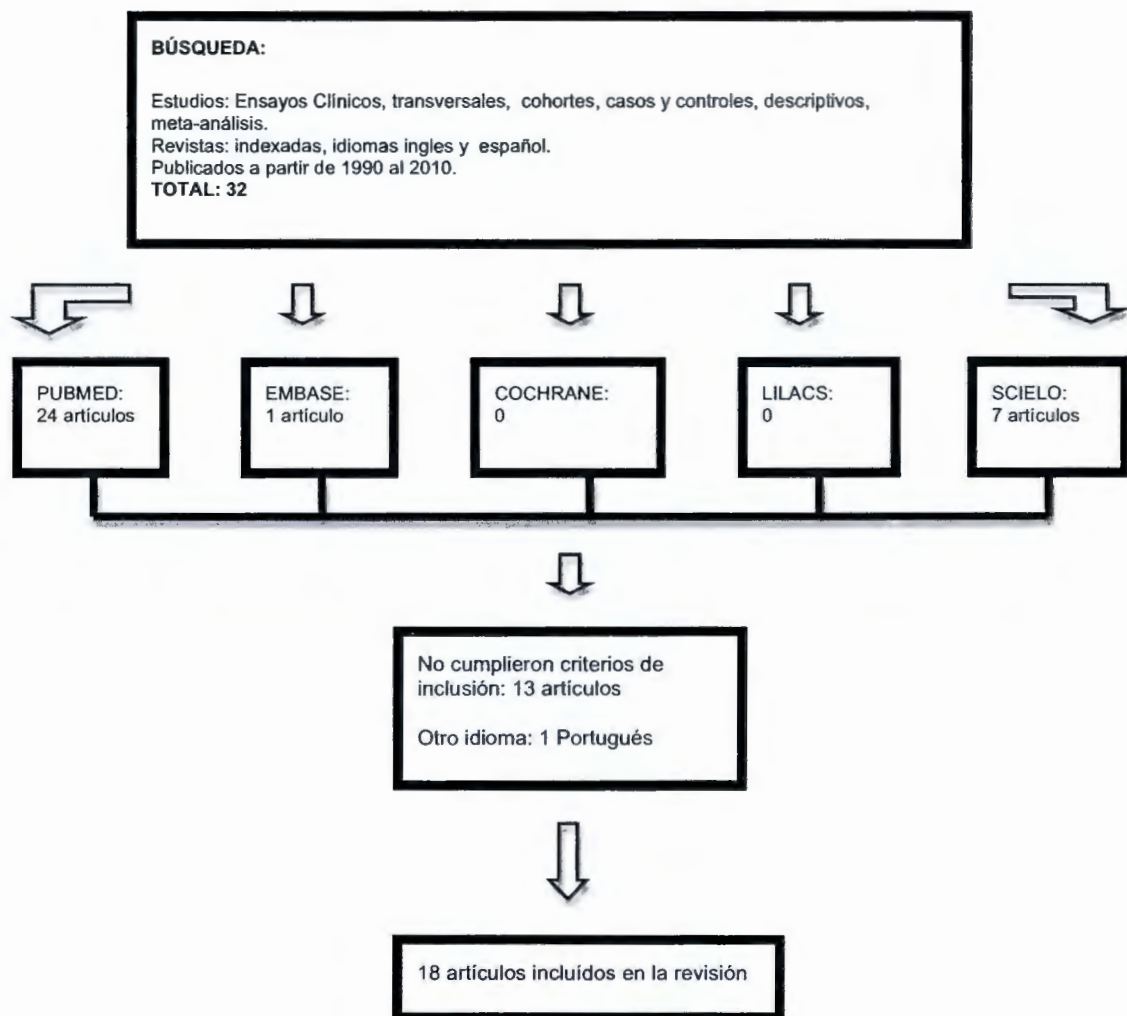 BÚSQUEDA:
Estudios: Ensayos Clínicos, transversales, cohortes, casos y controles, descriptivos,
meta-análisis.
Revistas: indexadas, idiomas ingles y español.
Publicados a partir de 1990 al 2010.
TOTAL: 32
PUBMED:
24 artículos
EMBASE:
1 artículo
COCHRANE:
0
LILACS:
0
SCIELO:
7 artículos
No cumplieron criterios de
inclusión: 13 artículos
Otro idioma: 1 Portugués
18 artículos incluídos en la revisión